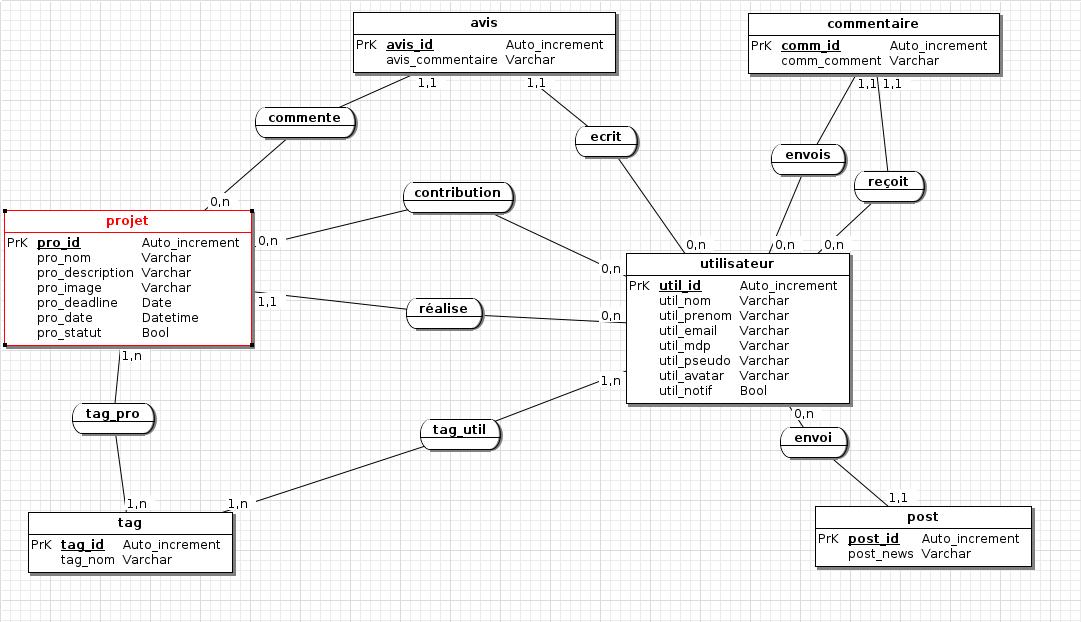 avis
PrK avis_id Auto_increment
avis_commentaire Varchar
commentaire
PrK comm_id Auto_increment
comm_comment Varchar
1,1
1,1
1,1
1,1
commente
ecrit
envois
reçoit
contribution
0,n
0,n
0,n
0,n
projet
PrK pro_id Auto_increment
pro_nom Varchar
pro_description Varchar
pro_image Varchar
pro_deadline Date
pro_date Datetime
pro_statut Bool
0,n
0,n
1,1
réalise
0,n
utilisateur
PrK util_id Auto_increment
util_nom Varchar
util_prenom Varchar
util_email Varchar
util_mdp Varchar
util_pseudo Varchar
util_avatar Varchar
util_notif Bool
1,n
1,n
tag_pro
tag_util
0,n
envoi
1,n
1,n
1,1
tag
PrK tag_id Auto_increment
tag_nom Varchar
post
PrK post_id Auto_increment
post_news Varchar